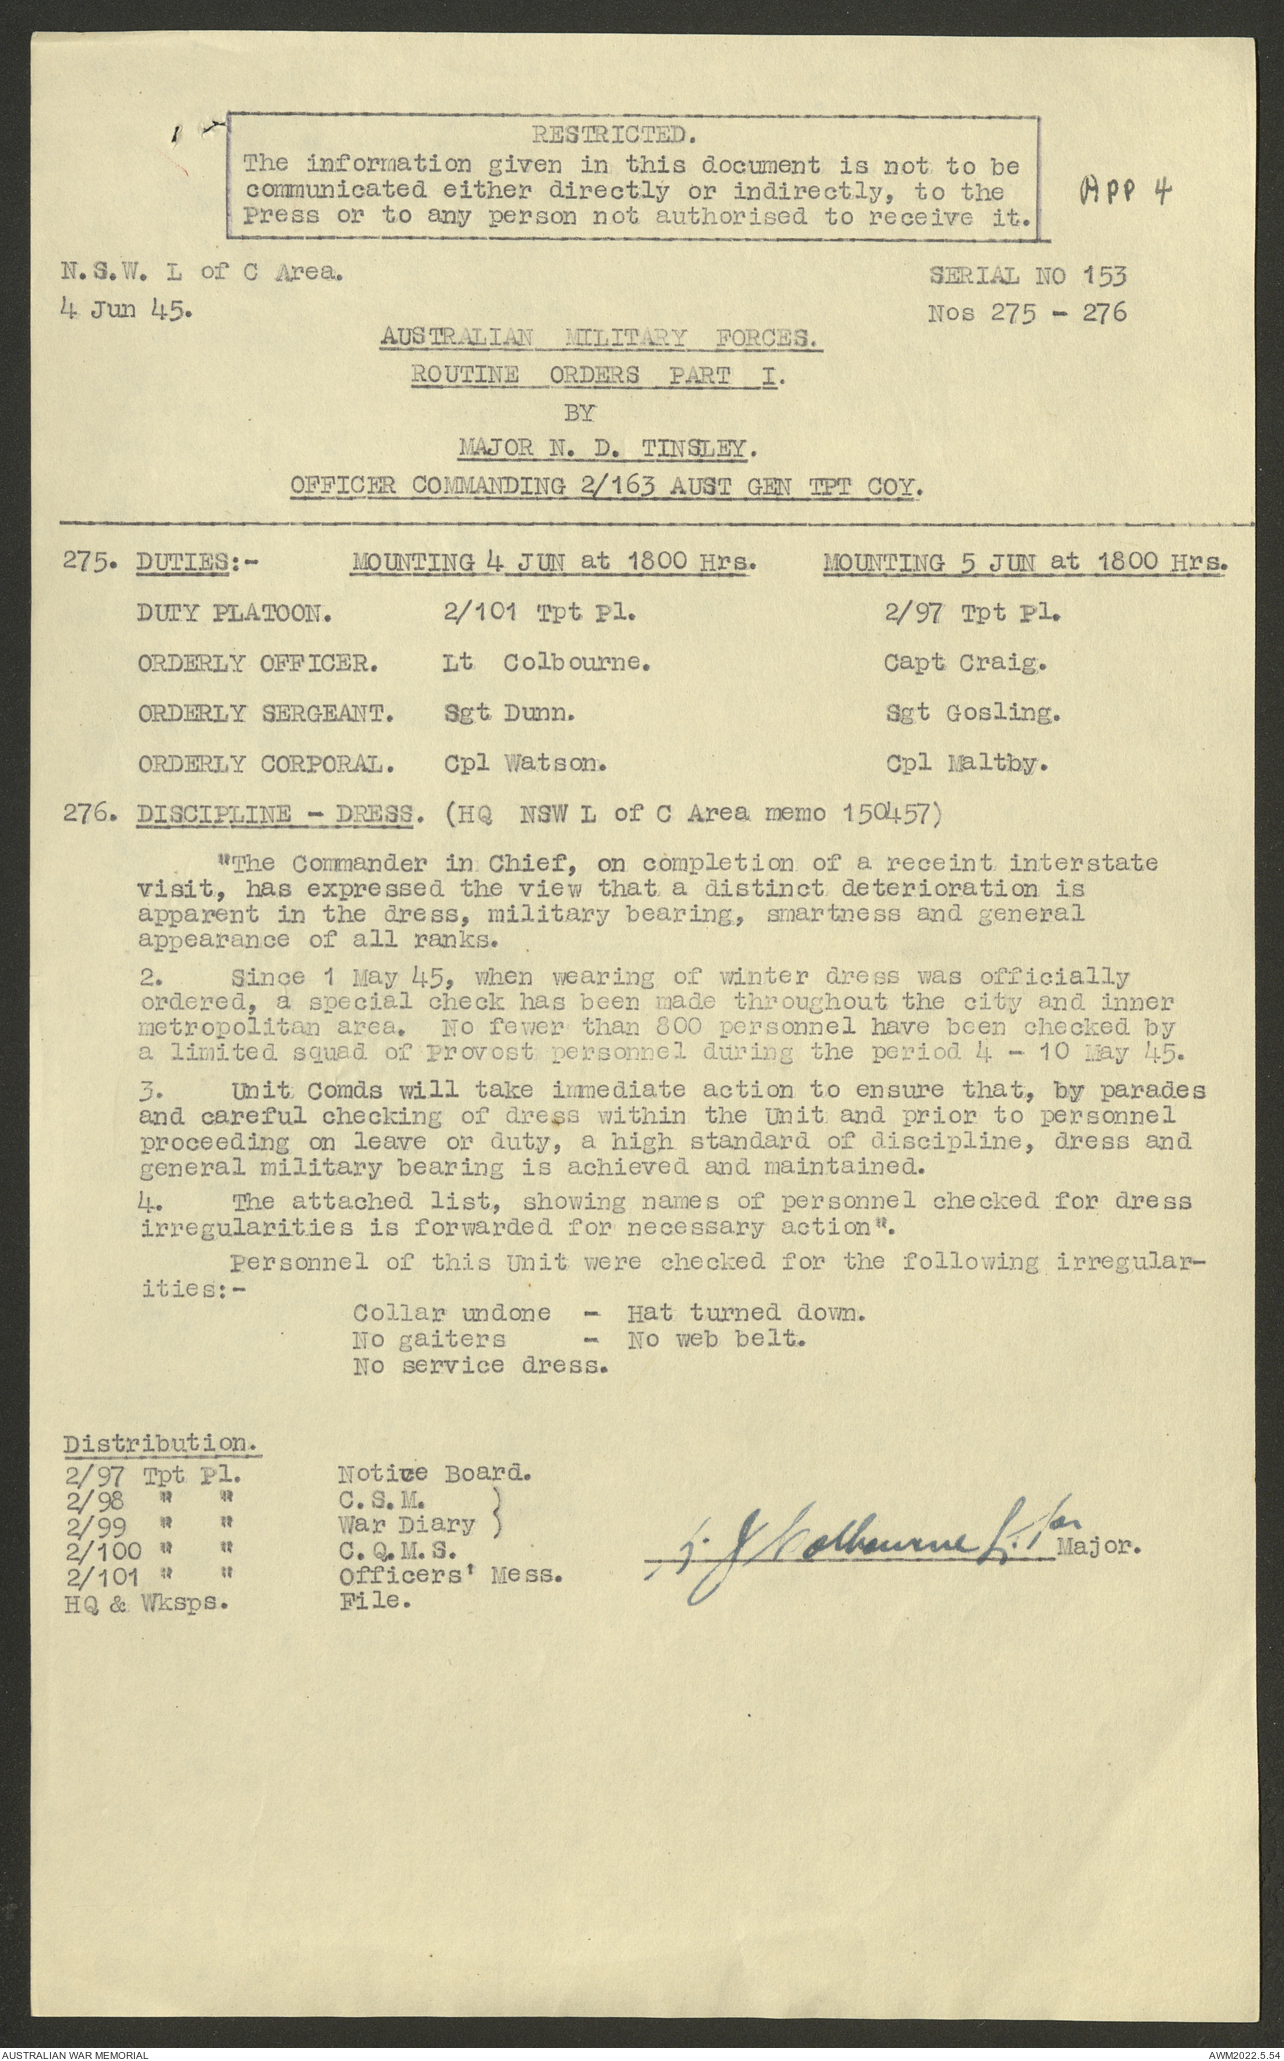 RESTRICTED.
The information given in this document is not to be
communicated either directly or indirectly, to the
Press or to any person not authorised to receive it.
APP 4
N.S.W. L of C Area.
SERIAL NO 153
4 Jun 45.
Nos 275 - 276
AUSTRALIAN MILITARY FORCES.
ROUTINE ORDERS PART I.
BY
MAJOR N. D. TINSLEY.
OFFICER COMMANDING 2/163 AUST GEN TPT COY.
275. DUTIES:- MOUNTING 4 JUN at 1800 Hrs. MOUNTING 5 JUN at 1800 Hrs.
DUTY PLATOON. 2/101 Tpt Pl. 2/97 Tpt Pl.
ORDERLY OFFICER. Lt Colbourne. Capt Craig.
ORDERLY SERGEANT. Sgt Dunn. Sgt Gosling.
ORDERLY CORPORAL. Cpl Watson. Cpl Maltby.
276. DISCIPLINE - DRESS. (HQ NSW L of C Area memo 150457)
"The Commander in Chief, on completion of a receint interstate
visit, has expressed the view that a distinct deterioration is
apparent in the dress, military bearing, smartness and general
appearance of all ranks.
2. Since 1 May 45, when wearing of winter dress was officially
ordered, a special check has been made throughout the city and inner
metropolitan area. No fewer than 800 personnel have been checked by
a limited squad of Provost personnel during the period 4 - 10 May 45.
3. Unit Comds will take immediate action to ensure that, by parades
and careful checking of dress within the Unit and prior to personnel
proceeding on leave or duty, a high standard of discipline, dress and
general military bearing is achieved and maintained.
4. The attached list, showing names of personnel checked for dress
irregularities is forwarded for necessary action".
Personnel of this Unit were checked for the following irregular-
ities:-
Collar undone - Hat turned down.
No gaiters - No web belt.
No service dress.
Distribution.
2/97 Tpt Pl. Notice Board.
2/98 " " C.S.M. }
2/99 " " War Diary }
2/100 " " C.Q.M.S.
2/101 " " Officers' Mess.
HQ & Wksps. File.
J Colbourne Lt. for
Major.
AUSTRALIAN WAR MEMORIAL
AWM2022.5.54